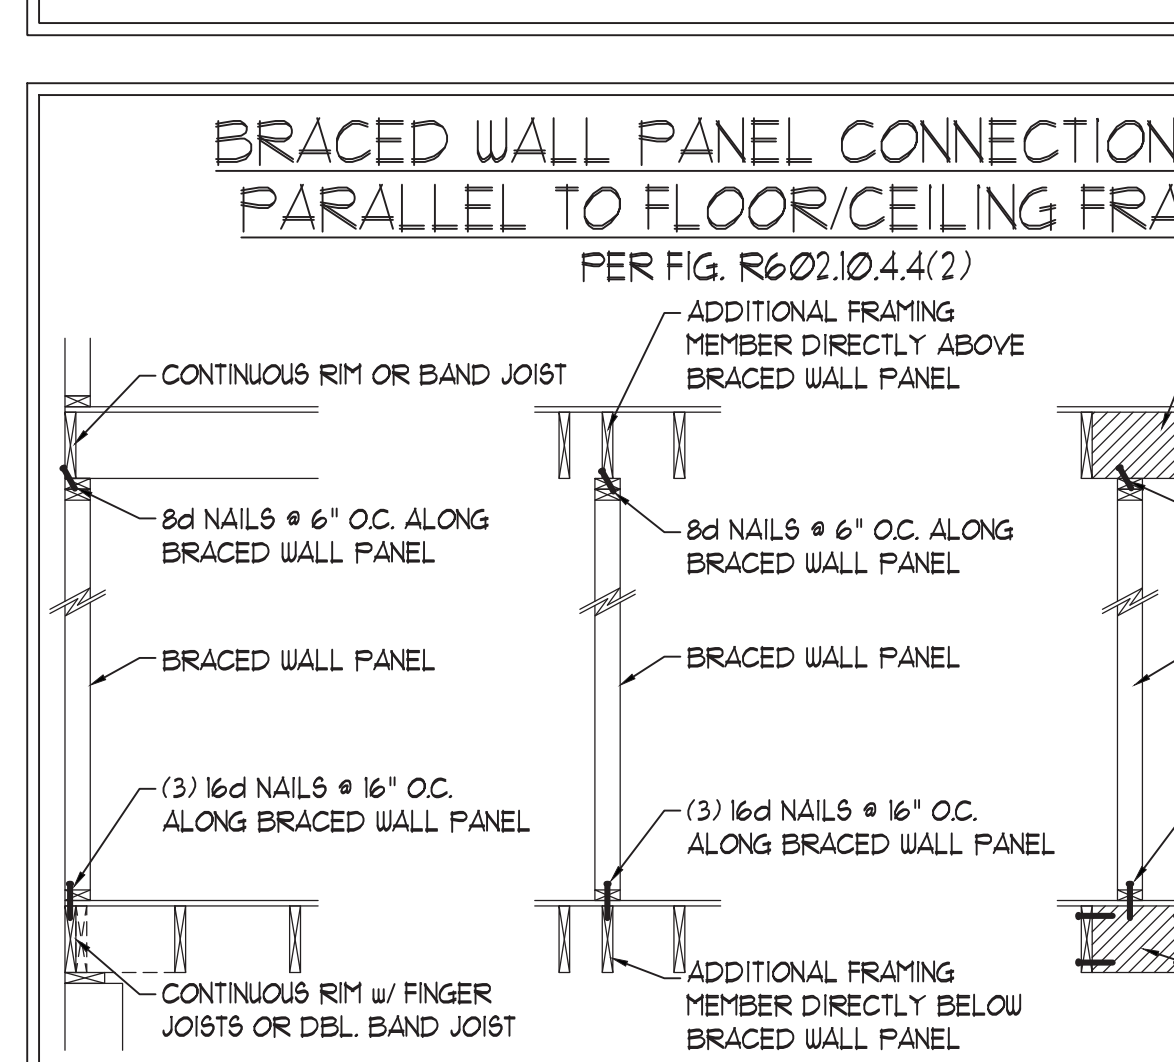 BRACED WALL PANEL CONNECTION
PARALLEL TO FLOOR/CEILING FRA
PER FIG. R602.10.4.4(2)
CONTINUOUS RIM OR BAND JOIST
8d NAILS @ 6" O.C. ALONG
BRACED WALL PANEL
BRACED WALL PANEL
(3) 16d NAILS @ 16" O.C.
ALONG BRACED WALL PANEL
CONTINUOUS RIM w/ FINGER
JOISTS OR DBL. BAND JOIST
ADDITIONAL FRAMING
MEMBER DIRECTLY ABOVE
BRACED WALL PANEL
8d NAILS @ 6" O.C. ALONG
BRACED WALL PANEL
BRACED WALL PANEL
(3) 16d NAILS @ 16" O.C.
ALONG BRACED WALL PANEL
ADDITIONAL FRAMING
MEMBER DIRECTLY BELOW
BRACED WALL PANEL